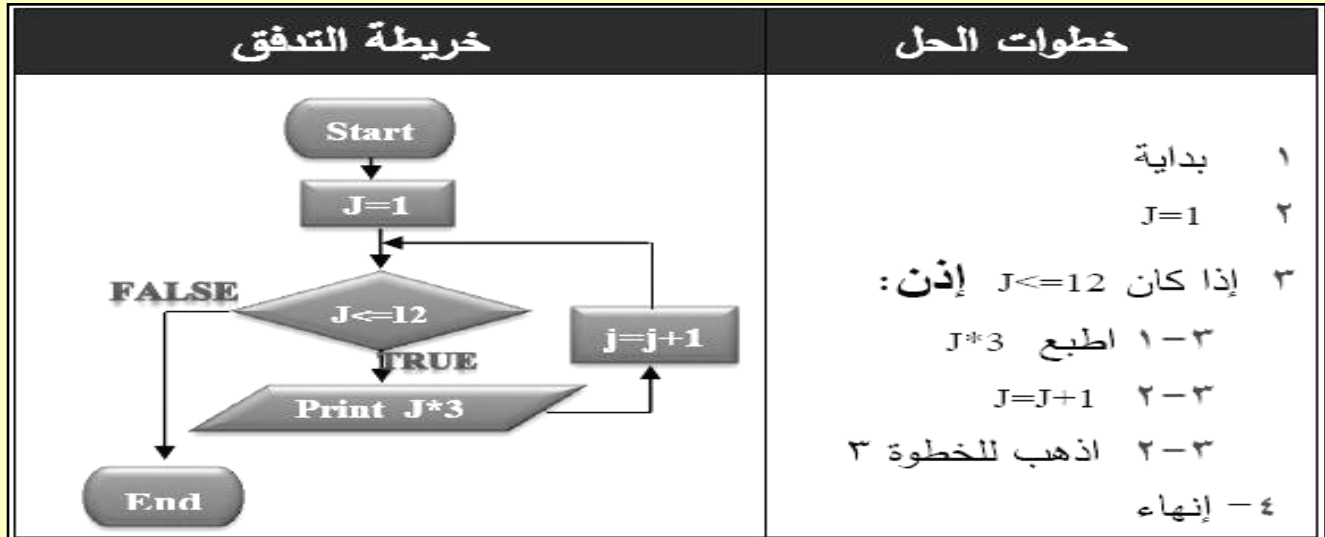 خطوات الحل
١ بداية
٢ J=1
٣ إذا كان J<=12 إذن:
٣-١ اطبع J*3
٣-٢ J=J+1
٣-٢ اذهب للخطوة ٣
٤- إنهاء
خريطة التدفق
Start
J=1
J<=12
FALSE
TRUE
j=j+1
Print J*3
End